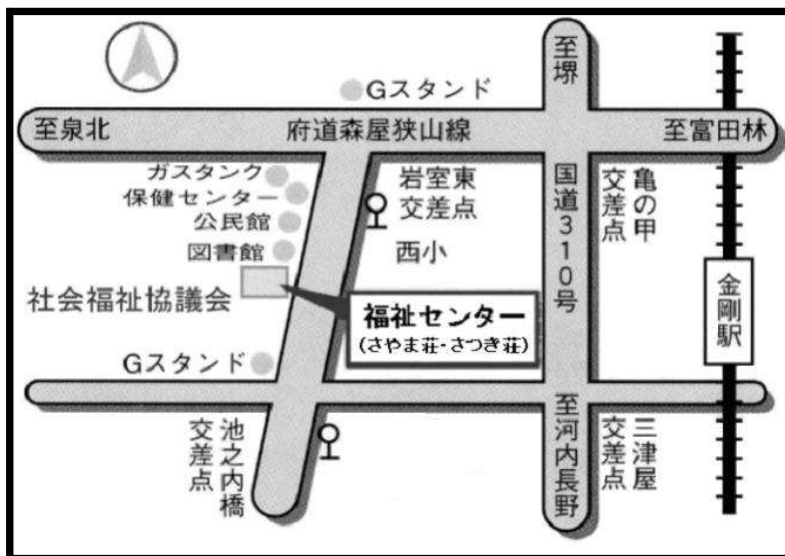 至堺
Gスタンド
至泉北
府道森屋狭山線
至富田林
ガスタンク
保健センター
公民館
図書館
社会福祉協議会
岩室東
交差点
西小
国道310号
亀の甲
交差点
金剛駅
福祉センター
(さやま荘・さつき荘)
Gスタンド
池之内橋
交差点
至河内長野
三津屋
交差点